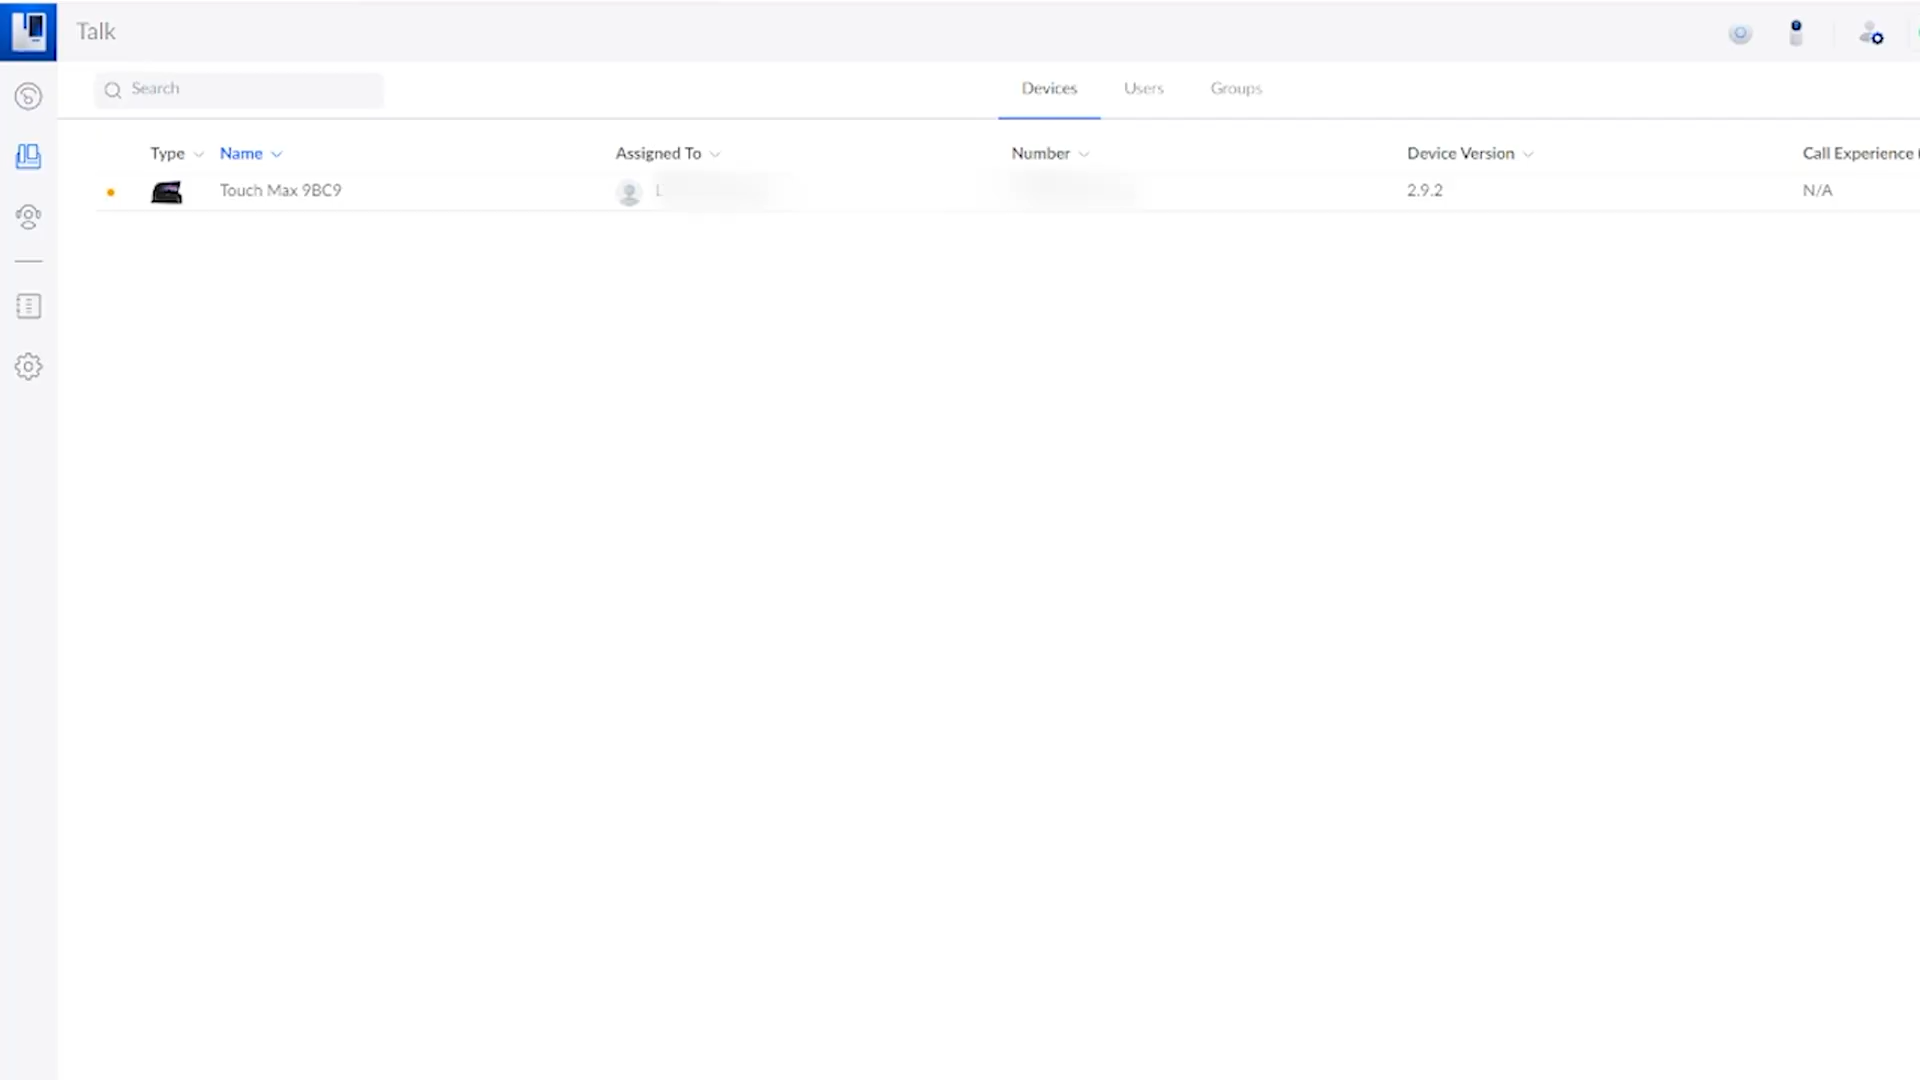 Talk
Search
Devices Users Groups
Type Name Assigned To Number Device Version Call Experience
Touch Max 9BC9 2.9.2 N/A